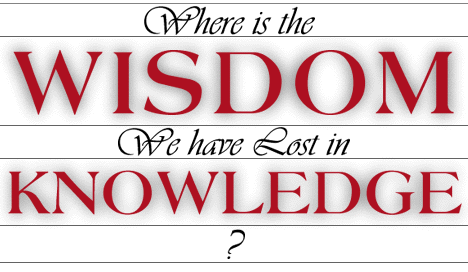 Where is the
WISDOM
We have Lost in
KNOWLEDGE
?